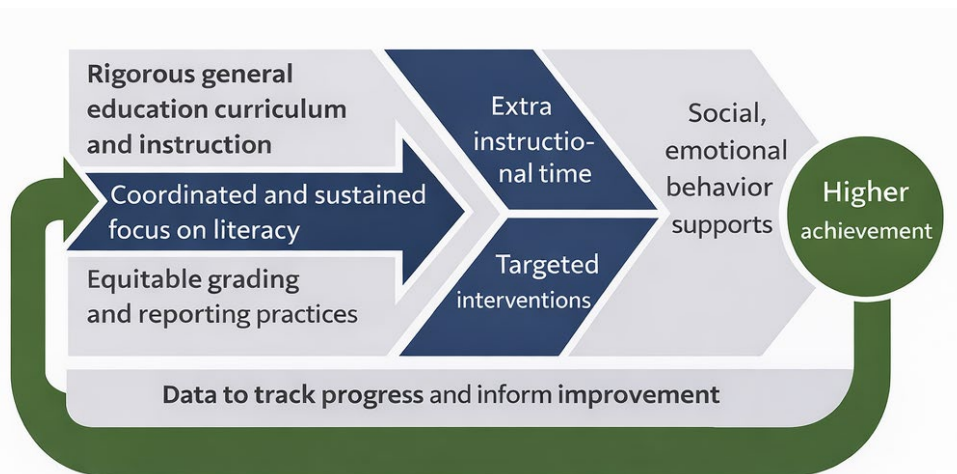 Rigorous general
education curriculum
and instruction
Coordinated and sustained
focus on literacy
Equitable grading
and reporting practices
Extra
instructio-
nal time
Targeted
interventions
Social,
emotional
behavior
supports
Higher
achievement
Data to track progress and inform improvement